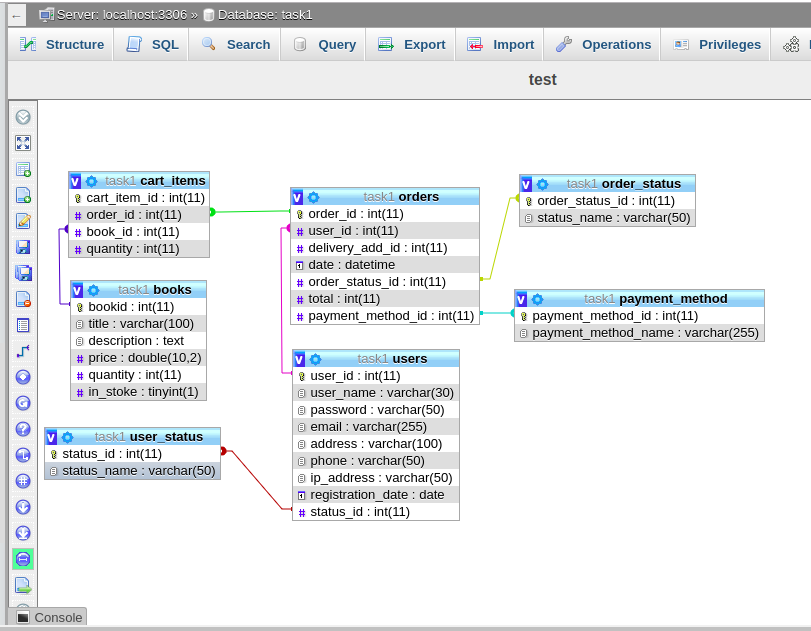 Server: localhost:3306 » Database: task1
Structure SQL Search Query Export Import Operations Privileges
test
task1 cart_items
cart_item_id : int(11)
order_id : int(11)
book_id : int(11)
quantity : int(11)
task1 books
bookid : int(11)
title : varchar(100)
description : text
price : double(10,2)
quantity : int(11)
in_stoke : tinyint(1)
task1 user_status
status_id : int(11)
status_name : varchar(50)
task1 orders
order_id : int(11)
user_id : int(11)
delivery_add_id : int(11)
date : datetime
order_status_id : int(11)
total : int(11)
payment_method_id : int(11)
task1 users
user_id : int(11)
user_name : varchar(30)
password : varchar(50)
email : varchar(255)
address : varchar(100)
phone : varchar(50)
ip_address : varchar(50)
registration_date : date
status_id : int(11)
task1 order_status
order_status_id : int(11)
status_name : varchar(50)
task1 payment_method
payment_method_id : int(11)
payment_method_name : varchar(255)
Console